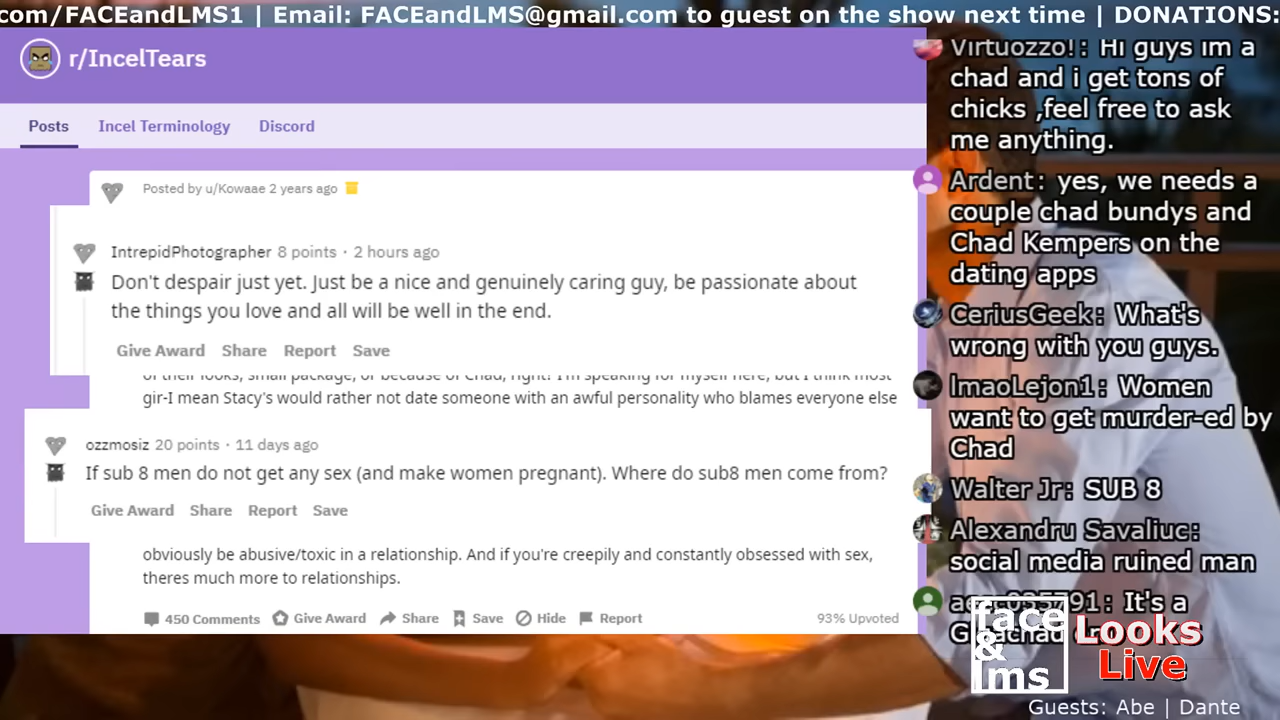 com/FACEandLMS1 | Email: FACEandLMS@gmail.com to guest on the show next time | DONATIONS:
r/IncelTears
Posts Incel Terminology Discord
Posted by u/Kowaae 2 years ago
IntrepidPhotographer 8 points · 2 hours ago
Don't despair just yet. Just be a nice and genuinely caring guy, be passionate about
the things you love and all will be well in the end.
Give Award Share Report Save
of their looks, small package, or because of Chad, right? I'm speaking for myself here, but I think most
gir-I mean Stacy's would rather not date someone with an awful personality who blames everyone else
ozzmosiz 20 points · 11 days ago
If sub 8 men do not get any sex (and make women pregnant). Where do sub8 men come from?
Give Award Share Report Save
obviously be abusive/toxic in a relationship. And if you're creepily and constantly obsessed with sex,
theres much more to relationships.
450 Comments Give Award Share Save Hide Report 93% Upvoted
Virtuozzo!: Hi guys im a
chad and i get tons of
chicks ,feel free to ask
me anything.
Ardent: yes, we needs a
couple chad bundys and
Chad Kempers on the
dating apps
CeriusGeek: What's
wrong with you guys.
lmaoLejon1: Women
want to get murder-ed by
Chad
Walter Jr: SUB 8
Alexandru Savaliuc:
social media ruined man
It's a
face
&
lms
Looks
Live
Guests: Abe | Dante